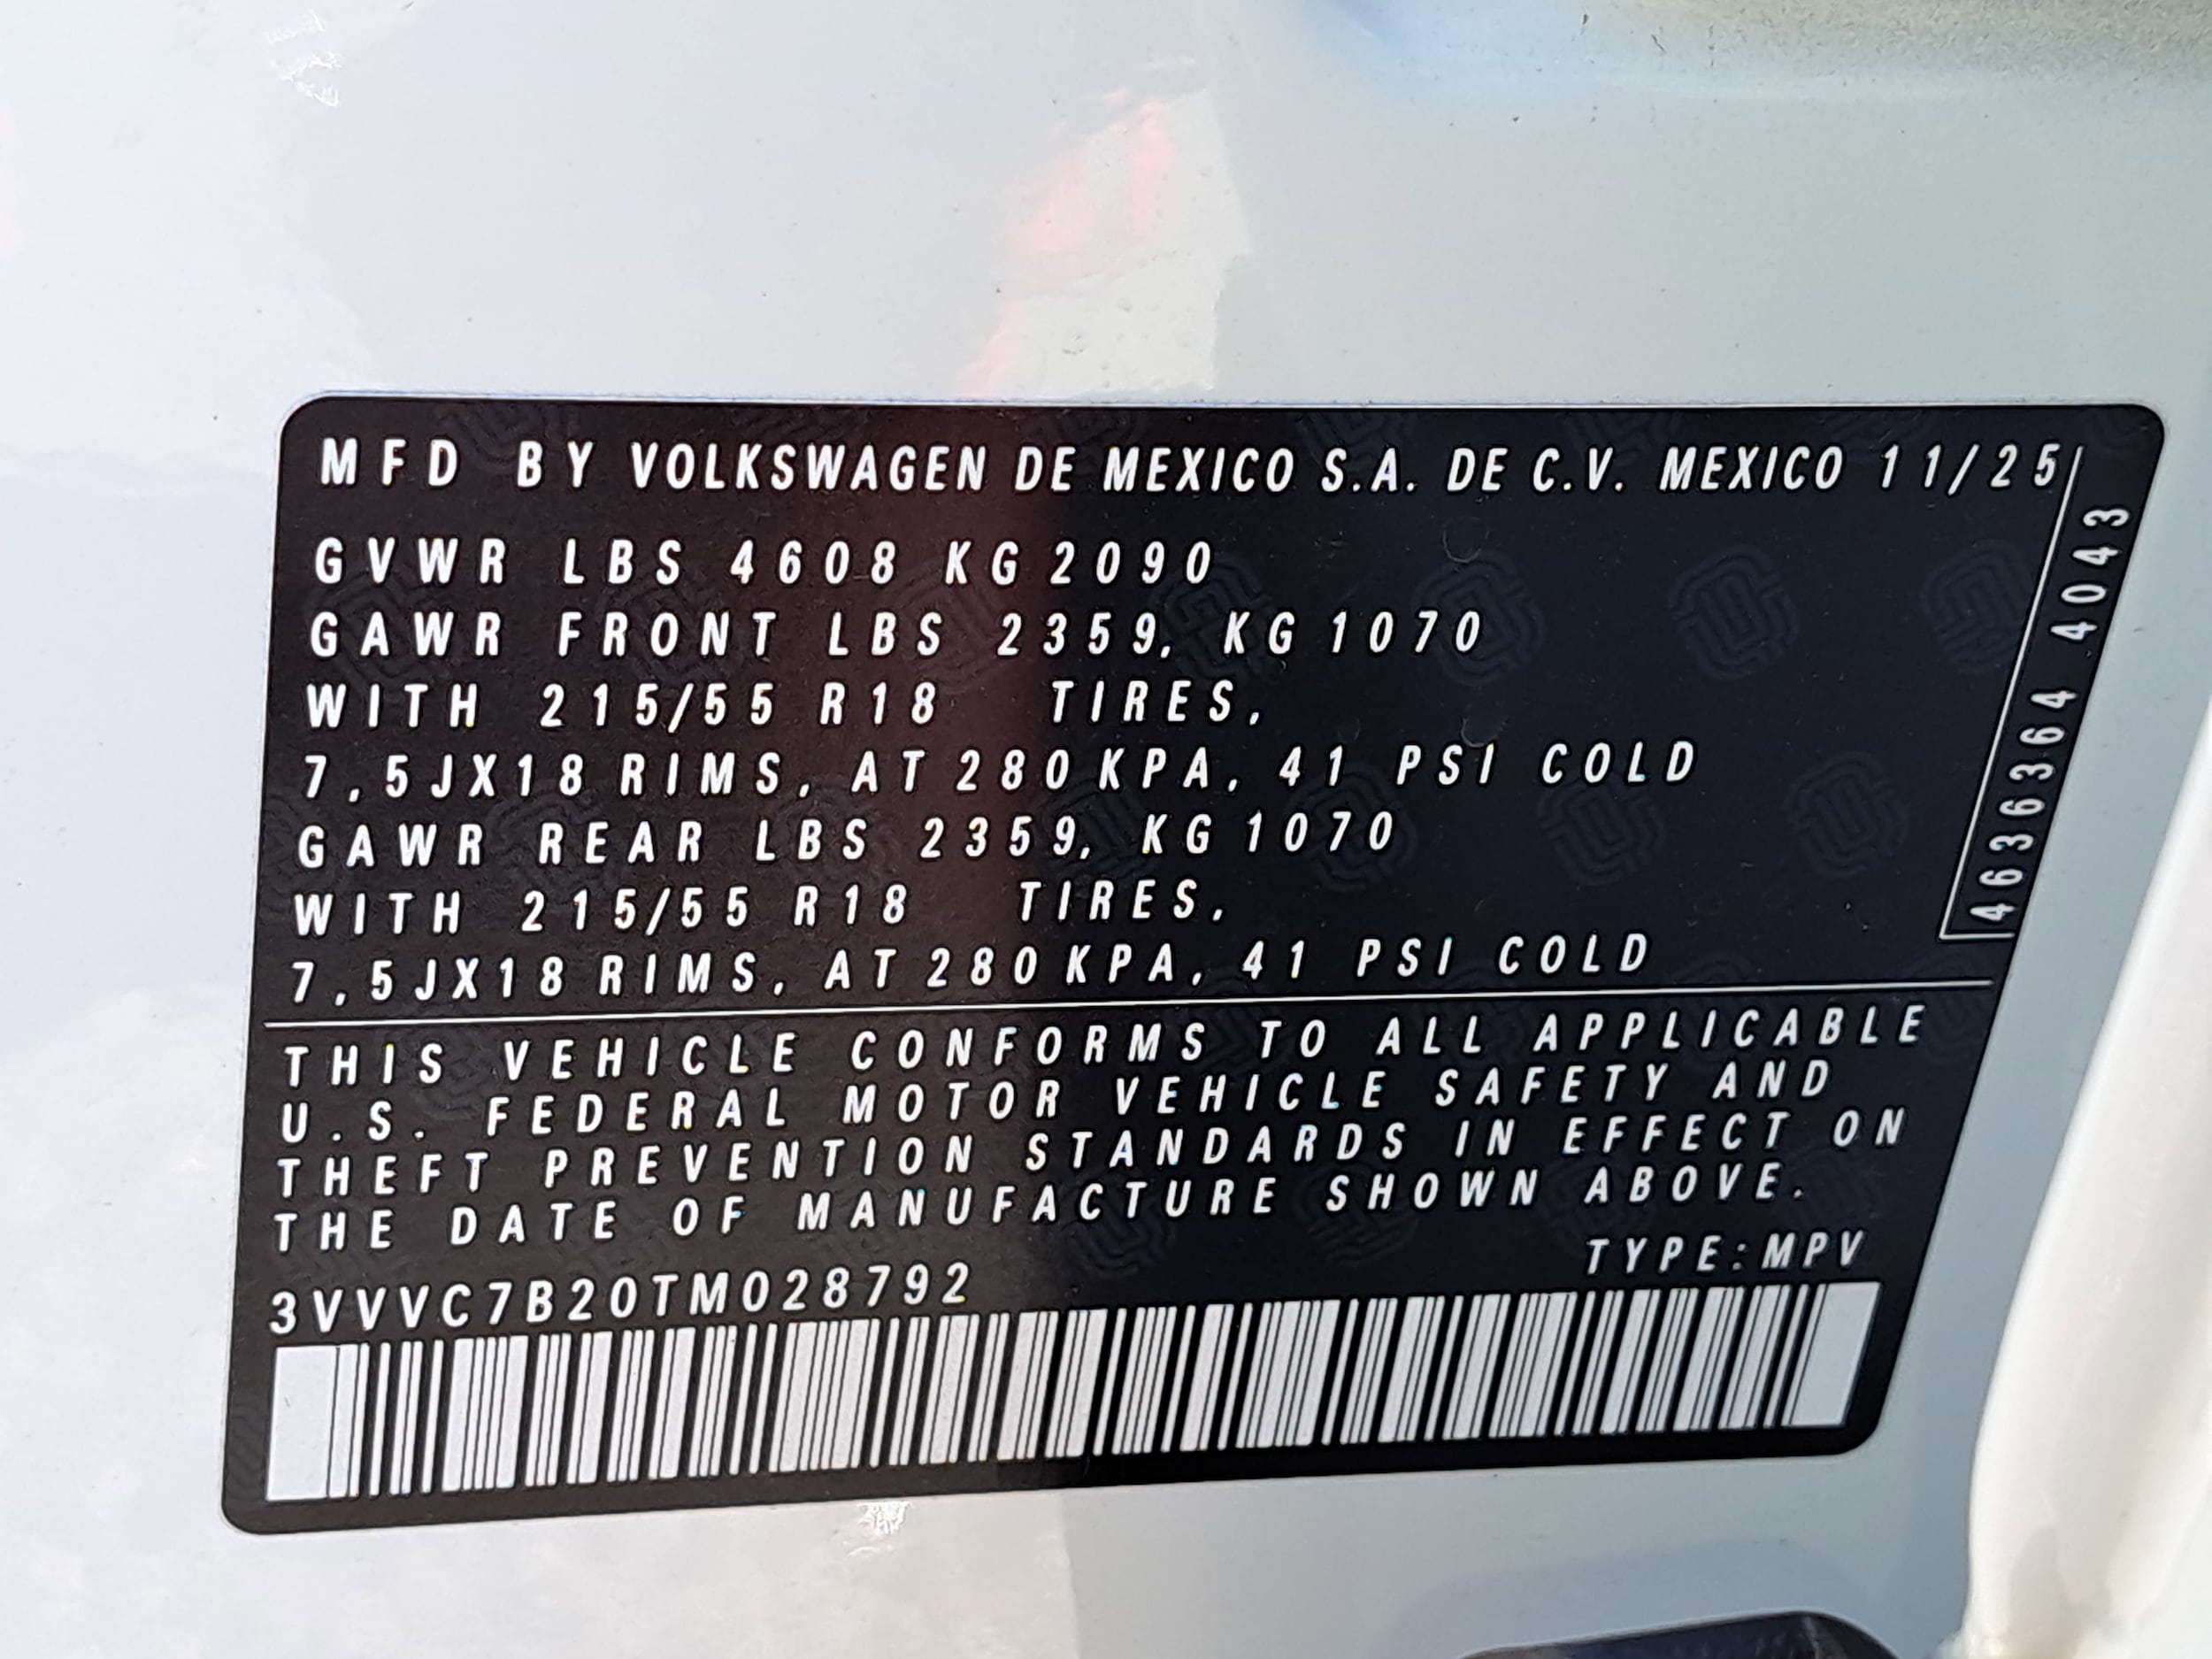 MFD BY VOLKSWAGEN DE MEXICO S.A. DE C.V. MEXICO 11/25
GVWR LBS 4608 KG 2090
GAWR FRONT LBS 2359, KG 1070
WITH 215/55 R18 TIRES,
7,5JX18 RIMS, AT 280 KPA, 41 PSI COLD
GAWR REAR LBS 2359, KG 1070
WITH 215/55 R18 TIRES,
7,5JX18 RIMS, AT 280 KPA, 41 PSI COLD
46363364 4043
THIS VEHICLE CONFORMS TO ALL APPLICABLE
U.S. FEDERAL MOTOR VEHICLE SAFETY AND
THEFT PREVENTION STANDARDS IN EFFECT ON
THE DATE OF MANUFACTURE SHOWN ABOVE.
TYPE:MPV
3VVVC7B20TM028792